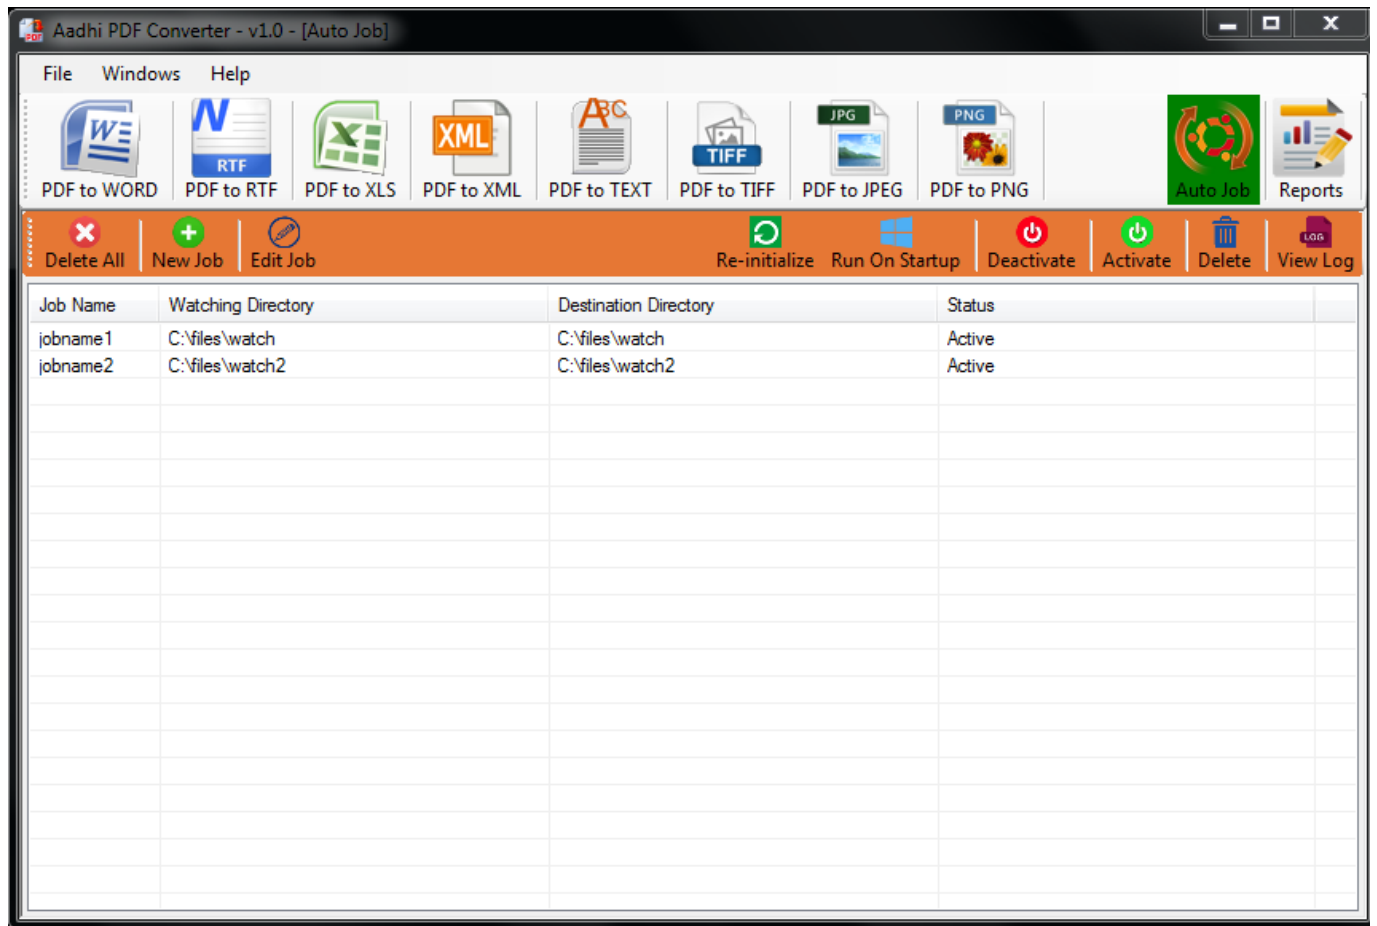 Aadhi PDF Converter - v1.0 - [Auto Job]
File Windows Help
W RTF XML ABC TIFF JPG PNG
PDF to WORD PDF to RTF PDF to XLS PDF to XML PDF to TEXT PDF to TIFF PDF to JPEG PDF to PNG Auto Job Reports
LOG
Delete All New Job Edit Job Re-initialize Run On Startup Deactivate Activate Delete View Log
Job Name Watching Directory Destination Directory Status
jobname1 C:\files\watch C:\files\watch Active
jobname2 C:\files\watch2 C:\files\watch2 Active